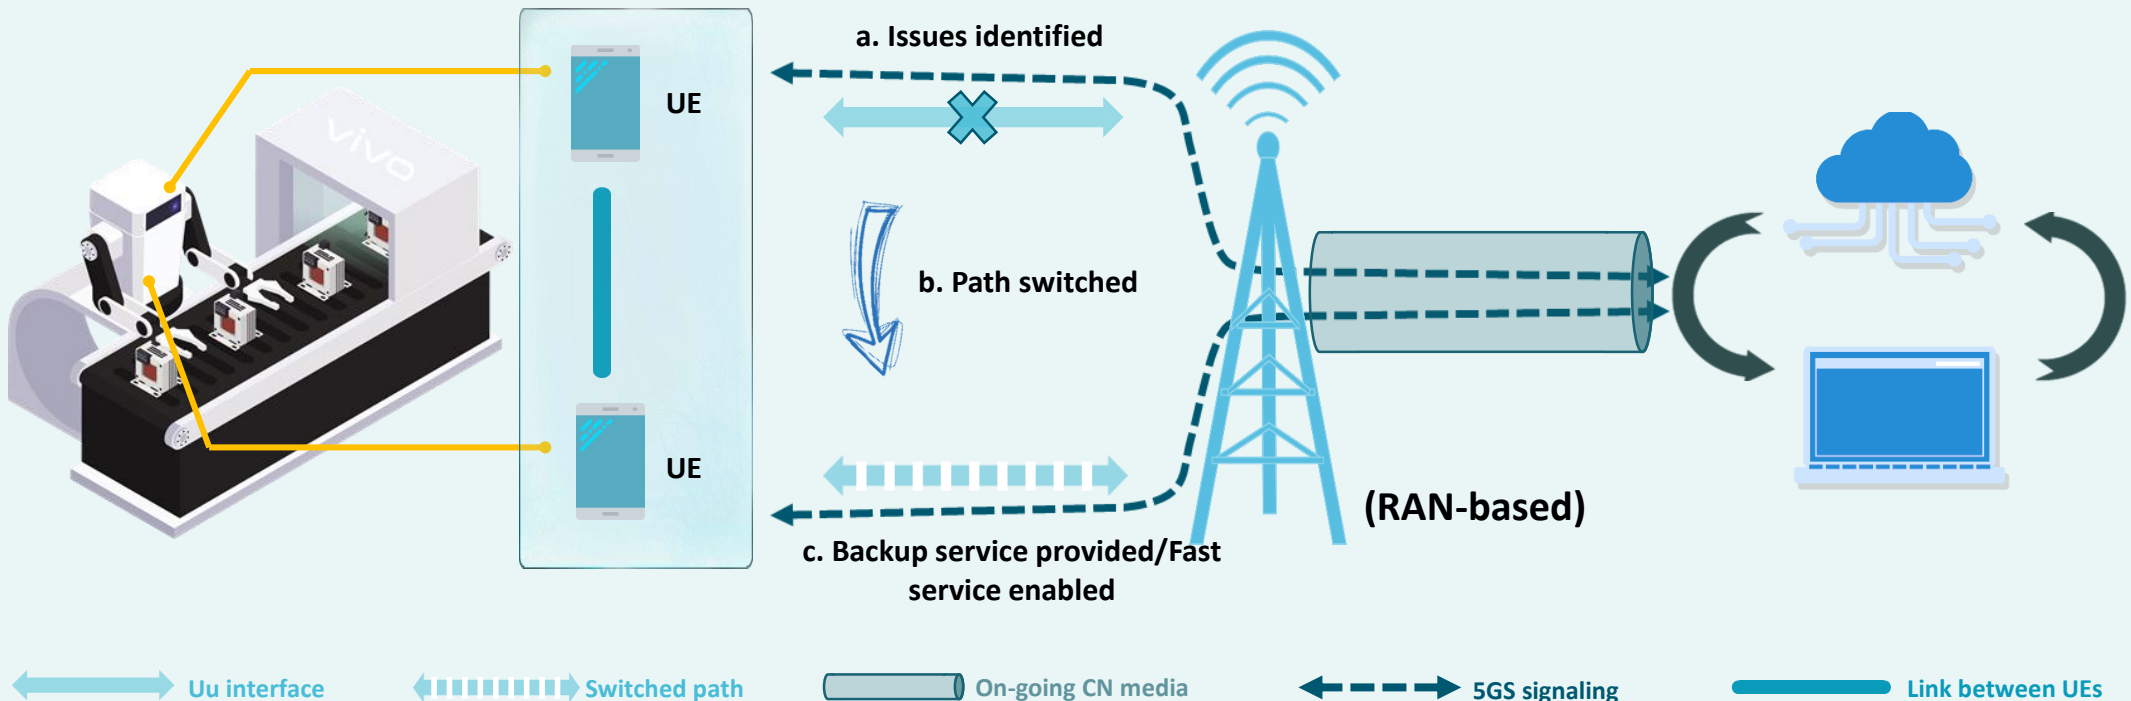 a. Issues identified
UE
vivo
b. Path switched
UE
(RAN-based)
c. Backup service provided/Fast
service enabled
Uu interface
Switched path
On-going CN media
5GS signaling
Link between UEs